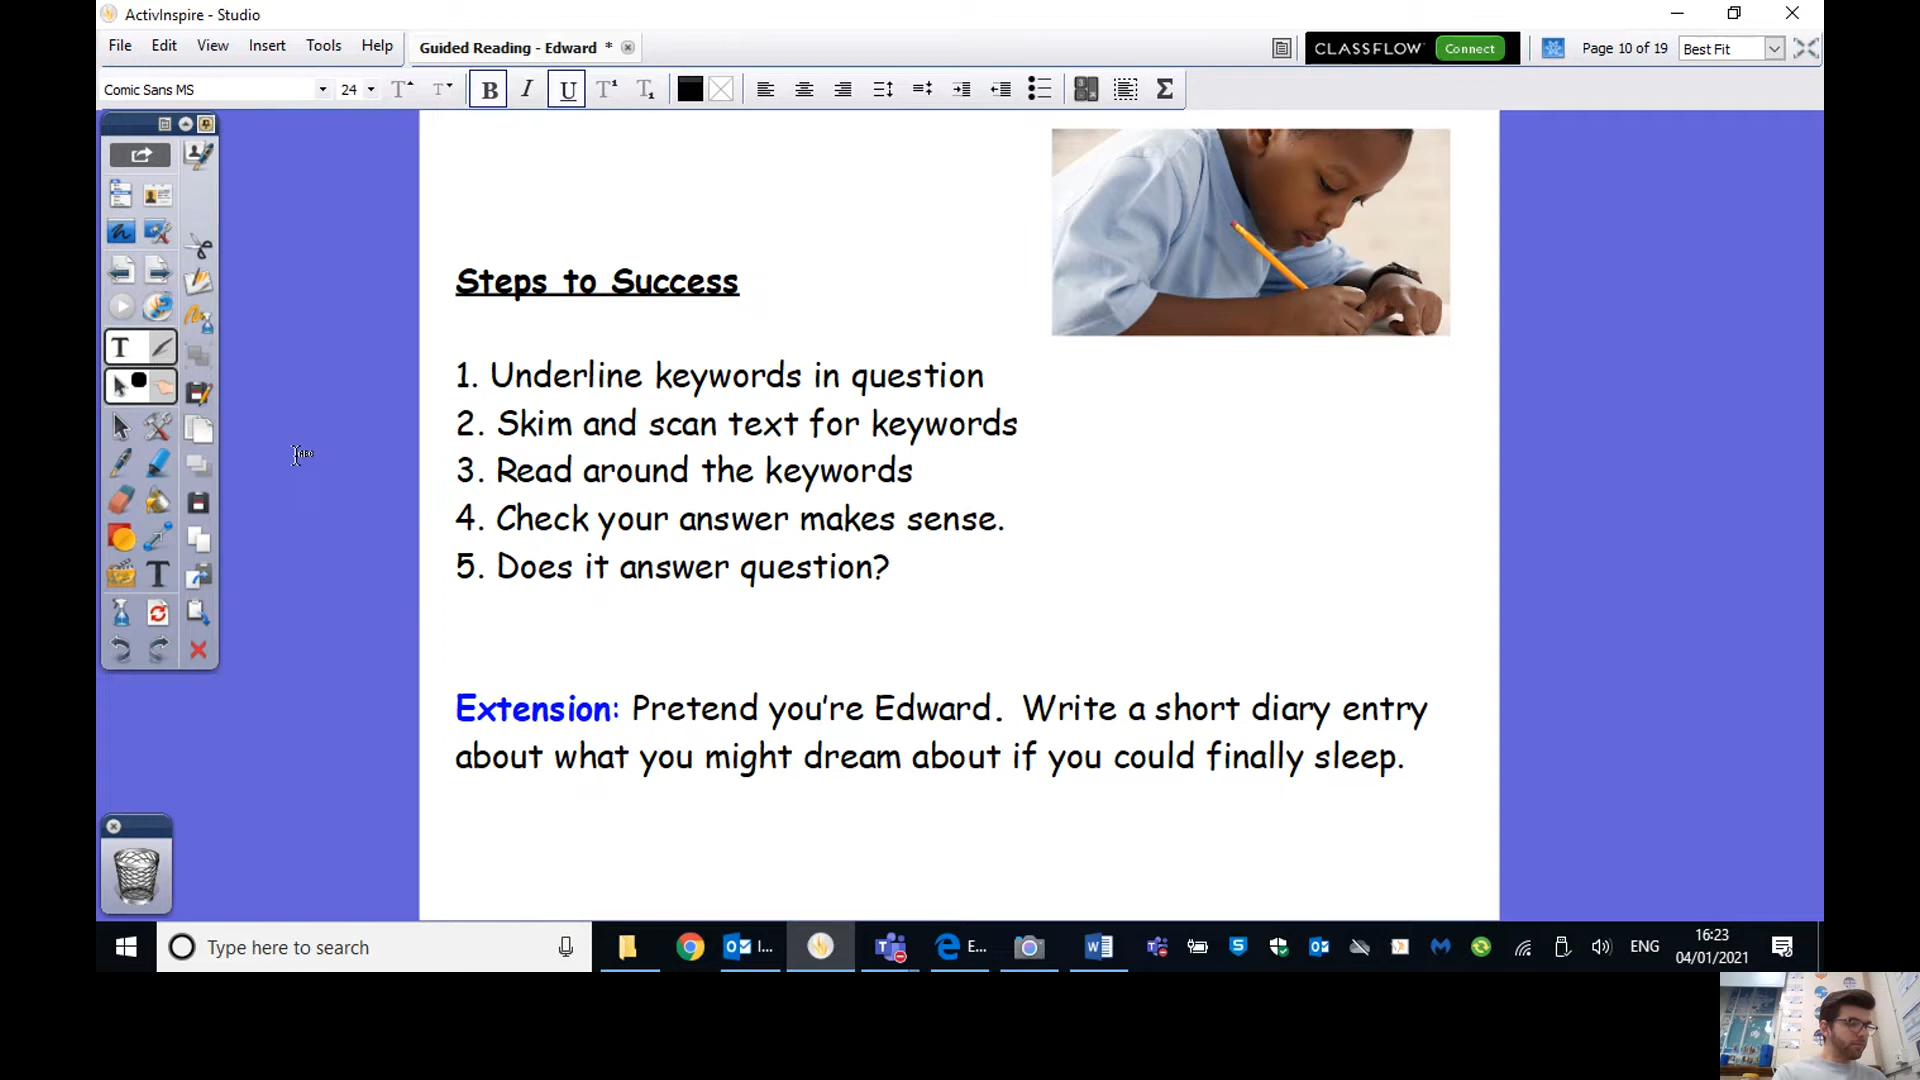 ActivInspire - Studio
File Edit View Insert Tools Help
Guided Reading - Edward *
CLASSFLOW Connect
Page 10 of 19
Best Fit
Comic Sans MS
24
B I U T T
Steps to Success
1. Underline keywords in question
2. Skim and scan text for keywords
3. Read around the keywords
4. Check your answer makes sense.
5. Does it answer question?
Extension: Pretend you're Edward. Write a short diary entry
about what you might dream about if you could finally sleep.
Type here to search
I...
E...
ENG
16:23
04/01/2021